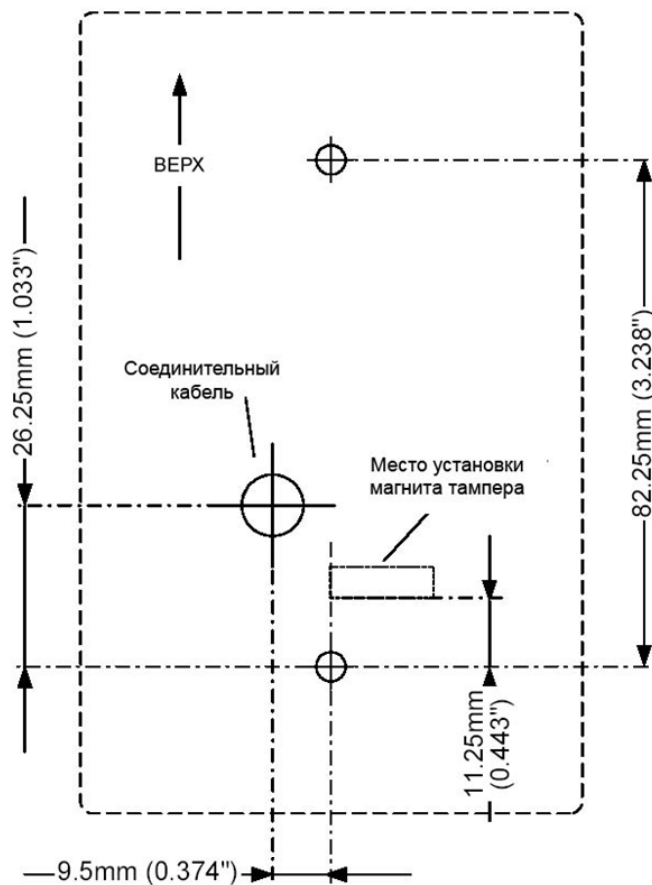 ВЕРХ
26.25mm (1.033")
Соединительный
кабель
Место установки
магнита тампера
82.25mm (3.238")
11.25mm
(0.443")
9.5mm (0.374")